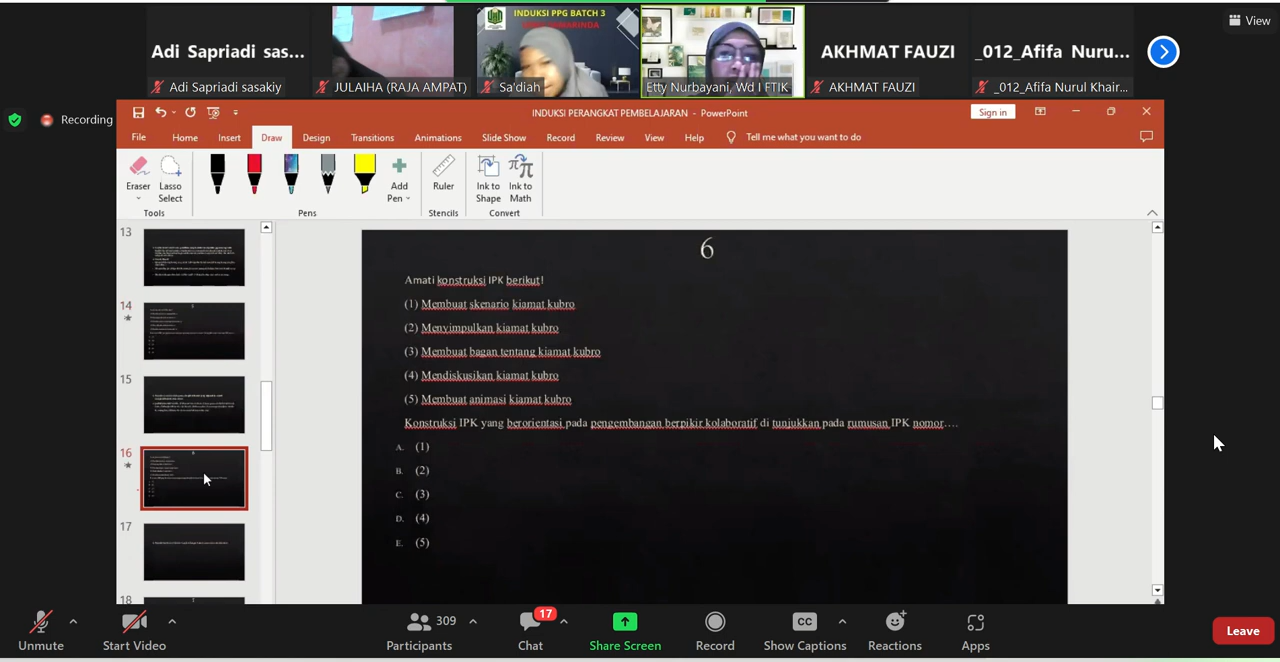 Adi Sapriadi sas...
INDUKSI PPG BATCH 3
AKHMAT FAUZI
_012_Afifa Nuru...
View
Adi Sapriadi sasakiy
JULAIHA (RAJA AMPAT)
Sa'diah
Etty Nurbayani, Wd I FTIK
AKHMAT FAUZI
_012_Afifa Nurul Khair...
Recording
INDUKSI PERANGKAT PEMBELAJARAN - PowerPoint
Sign in
File Home Insert Draw Design Transitions Animations Slide Show Record Review View Help Tell me what you want to do
Eraser
Lasso Select
Add Pen
Ruler
Ink to Shape
Ink to Math
Tools
Pens
Stencils
Convert
13
14
15
16
17
18
6
Amati konstruksi IPK berikut!
(1) Membuat skenario kiamat kubro
(2) Menyimpulkan kiamat kubro
(3) Membuat bagan tentang kiamat kubro
(4) Mendiskusikan kiamat kubro
(5) Membuat animasi kiamat kubro
Konstruksi IPK yang berorientasi pada pengembangan berpikir kolaboratif di tunjukkan pada rumusan IPK nomor....
A. (1)
B. (2)
C. (3)
D. (4)
E. (5)
Unmute
Start Video
309
Participants
17
Chat
Share Screen
Record
CC
Show Captions
Reactions
Apps
Leave